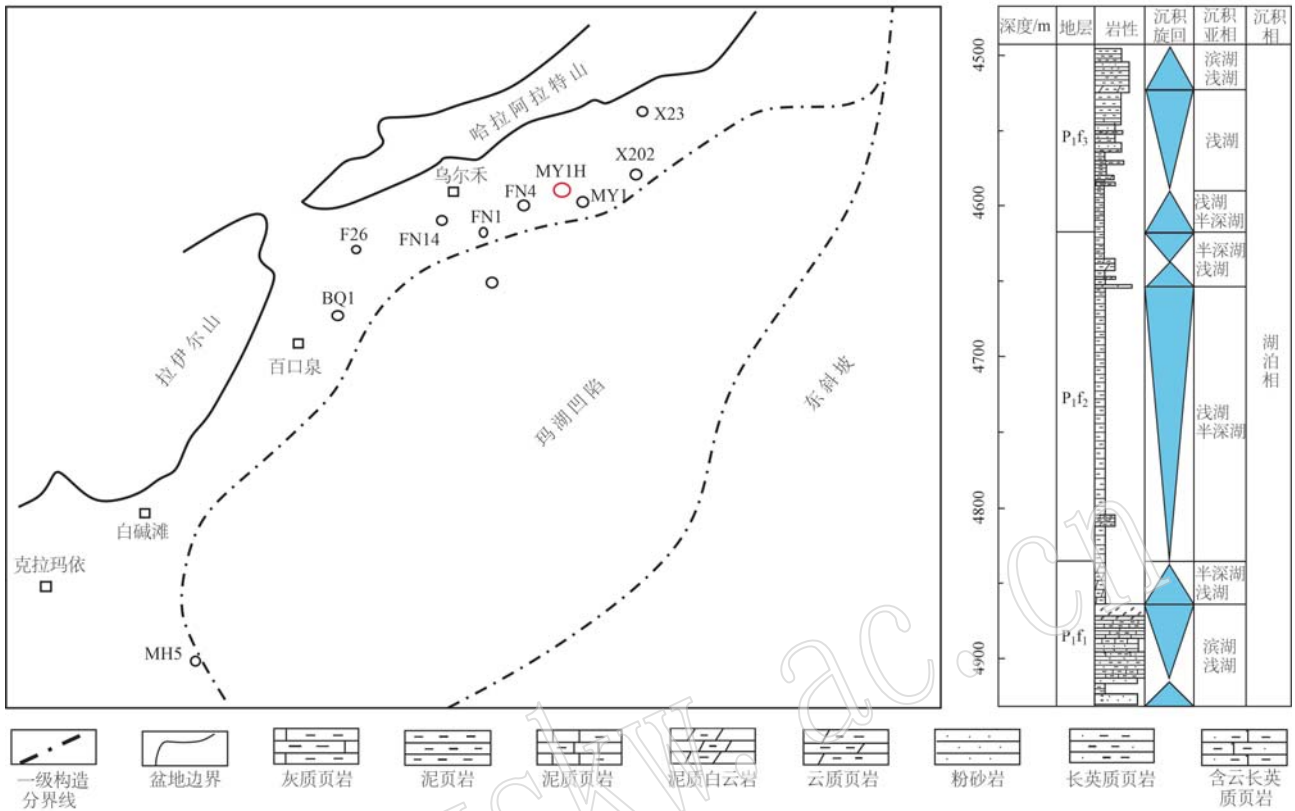 哈拉阿拉特山
X23
X202
乌尔禾
MY1H
FN4
MY1
FN1
FN14
F26
BQ1
拉伊尔山
百口泉
玛湖凹陷
东斜坡
白碱滩
克拉玛依
MH5
深度/m
地层
岩性
沉积
旋回
沉积
亚相
沉积
相
4500
4600
4700
4800
4900
P₁f₃
P₁f₂
P₁f₁
滨湖
浅湖
浅湖
浅湖
半深湖
半深湖
浅湖
浅湖
半深湖
半深湖
浅湖
滨湖
浅湖
湖
泊
相
一级构造
分界线
盆地边界
灰质页岩
泥页岩
泥质页岩
泥质白云岩
云质页岩
粉砂岩
长英质页岩
含云长英
质页岩
yskw.ac.cn